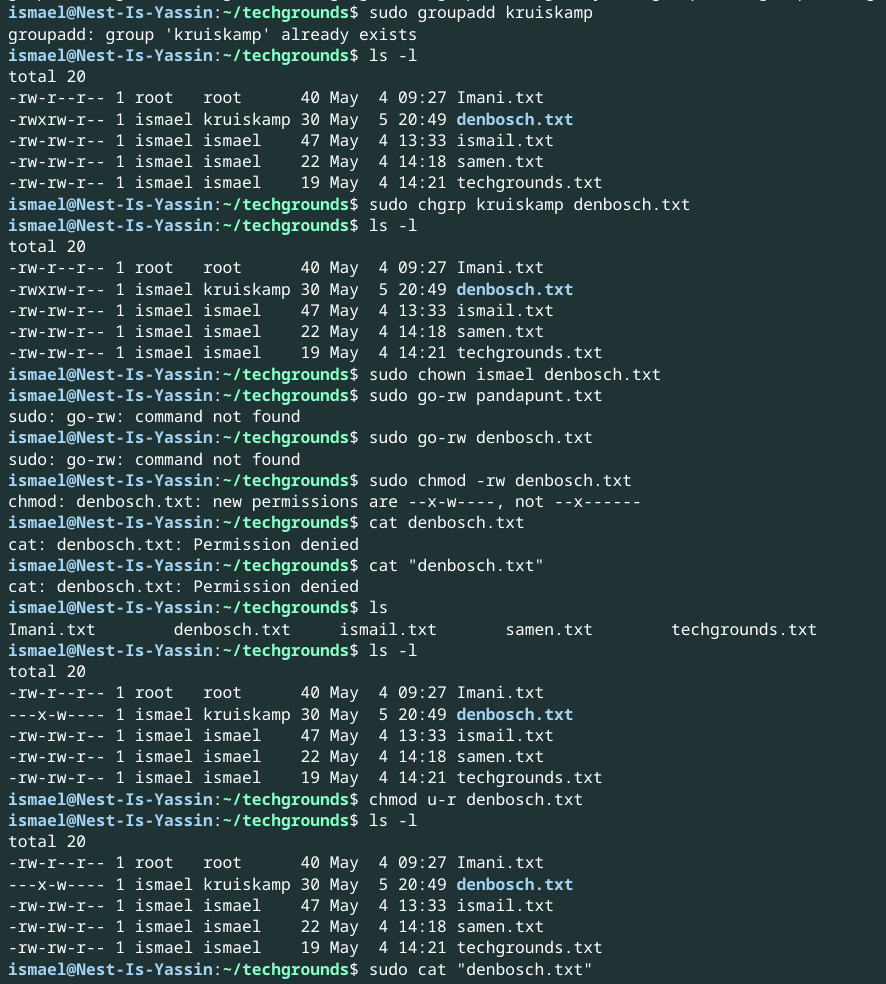 ismael@Nest-Is-Yassin:~/techgrounds$ sudo groupadd kruiskamp
groupadd: group 'kruiskamp' already exists
ismael@Nest-Is-Yassin:~/techgrounds$ ls -l
total 20
-rw-r--r-- 1 root   root      40 May  4 09:27 Imani.txt
-rwxrw-r-- 1 ismael kruiskamp 30 May  5 20:49 denbosch.txt
-rw-rw-r-- 1 ismael ismael    47 May  4 13:33 ismail.txt
-rw-rw-r-- 1 ismael ismael    22 May  4 14:18 samen.txt
-rw-rw-r-- 1 ismael ismael    19 May  4 14:21 techgrounds.txt
ismael@Nest-Is-Yassin:~/techgrounds$ sudo chgrp kruiskamp denbosch.txt
ismael@Nest-Is-Yassin:~/techgrounds$ ls -l
total 20
-rw-r--r-- 1 root   root      40 May  4 09:27 Imani.txt
-rwxrw-r-- 1 ismael kruiskamp 30 May  5 20:49 denbosch.txt
-rw-rw-r-- 1 ismael ismael    47 May  4 13:33 ismail.txt
-rw-rw-r-- 1 ismael ismael    22 May  4 14:18 samen.txt
-rw-rw-r-- 1 ismael ismael    19 May  4 14:21 techgrounds.txt
ismael@Nest-Is-Yassin:~/techgrounds$ sudo chown ismael denbosch.txt
ismael@Nest-Is-Yassin:~/techgrounds$ sudo go-rw pandapunt.txt
sudo: go-rw: command not found
ismael@Nest-Is-Yassin:~/techgrounds$ sudo go-rw denbosch.txt
sudo: go-rw: command not found
ismael@Nest-Is-Yassin:~/techgrounds$ sudo chmod -rw denbosch.txt
chmod: denbosch.txt: new permissions are --x-w----, not --x------
ismael@Nest-Is-Yassin:~/techgrounds$ cat denbosch.txt
cat: denbosch.txt: Permission denied
ismael@Nest-Is-Yassin:~/techgrounds$ cat "denbosch.txt"
cat: denbosch.txt: Permission denied
ismael@Nest-Is-Yassin:~/techgrounds$ ls
Imani.txt        denbosch.txt     ismail.txt       samen.txt        techgrounds.txt
ismael@Nest-Is-Yassin:~/techgrounds$ ls -l
total 20
-rw-r--r-- 1 root   root      40 May  4 09:27 Imani.txt
---x-w---- 1 ismael kruiskamp 30 May  5 20:49 denbosch.txt
-rw-rw-r-- 1 ismael ismael    47 May  4 13:33 ismail.txt
-rw-rw-r-- 1 ismael ismael    22 May  4 14:18 samen.txt
-rw-rw-r-- 1 ismael ismael    19 May  4 14:21 techgrounds.txt
ismael@Nest-Is-Yassin:~/techgrounds$ chmod u-r denbosch.txt
ismael@Nest-Is-Yassin:~/techgrounds$ ls -l
total 20
-rw-r--r-- 1 root   root      40 May  4 09:27 Imani.txt
---x-w---- 1 ismael kruiskamp 30 May  5 20:49 denbosch.txt
-rw-rw-r-- 1 ismael ismael    47 May  4 13:33 ismail.txt
-rw-rw-r-- 1 ismael ismael    22 May  4 14:18 samen.txt
-rw-rw-r-- 1 ismael ismael    19 May  4 14:21 techgrounds.txt
ismael@Nest-Is-Yassin:~/techgrounds$ sudo cat "denbosch.txt"